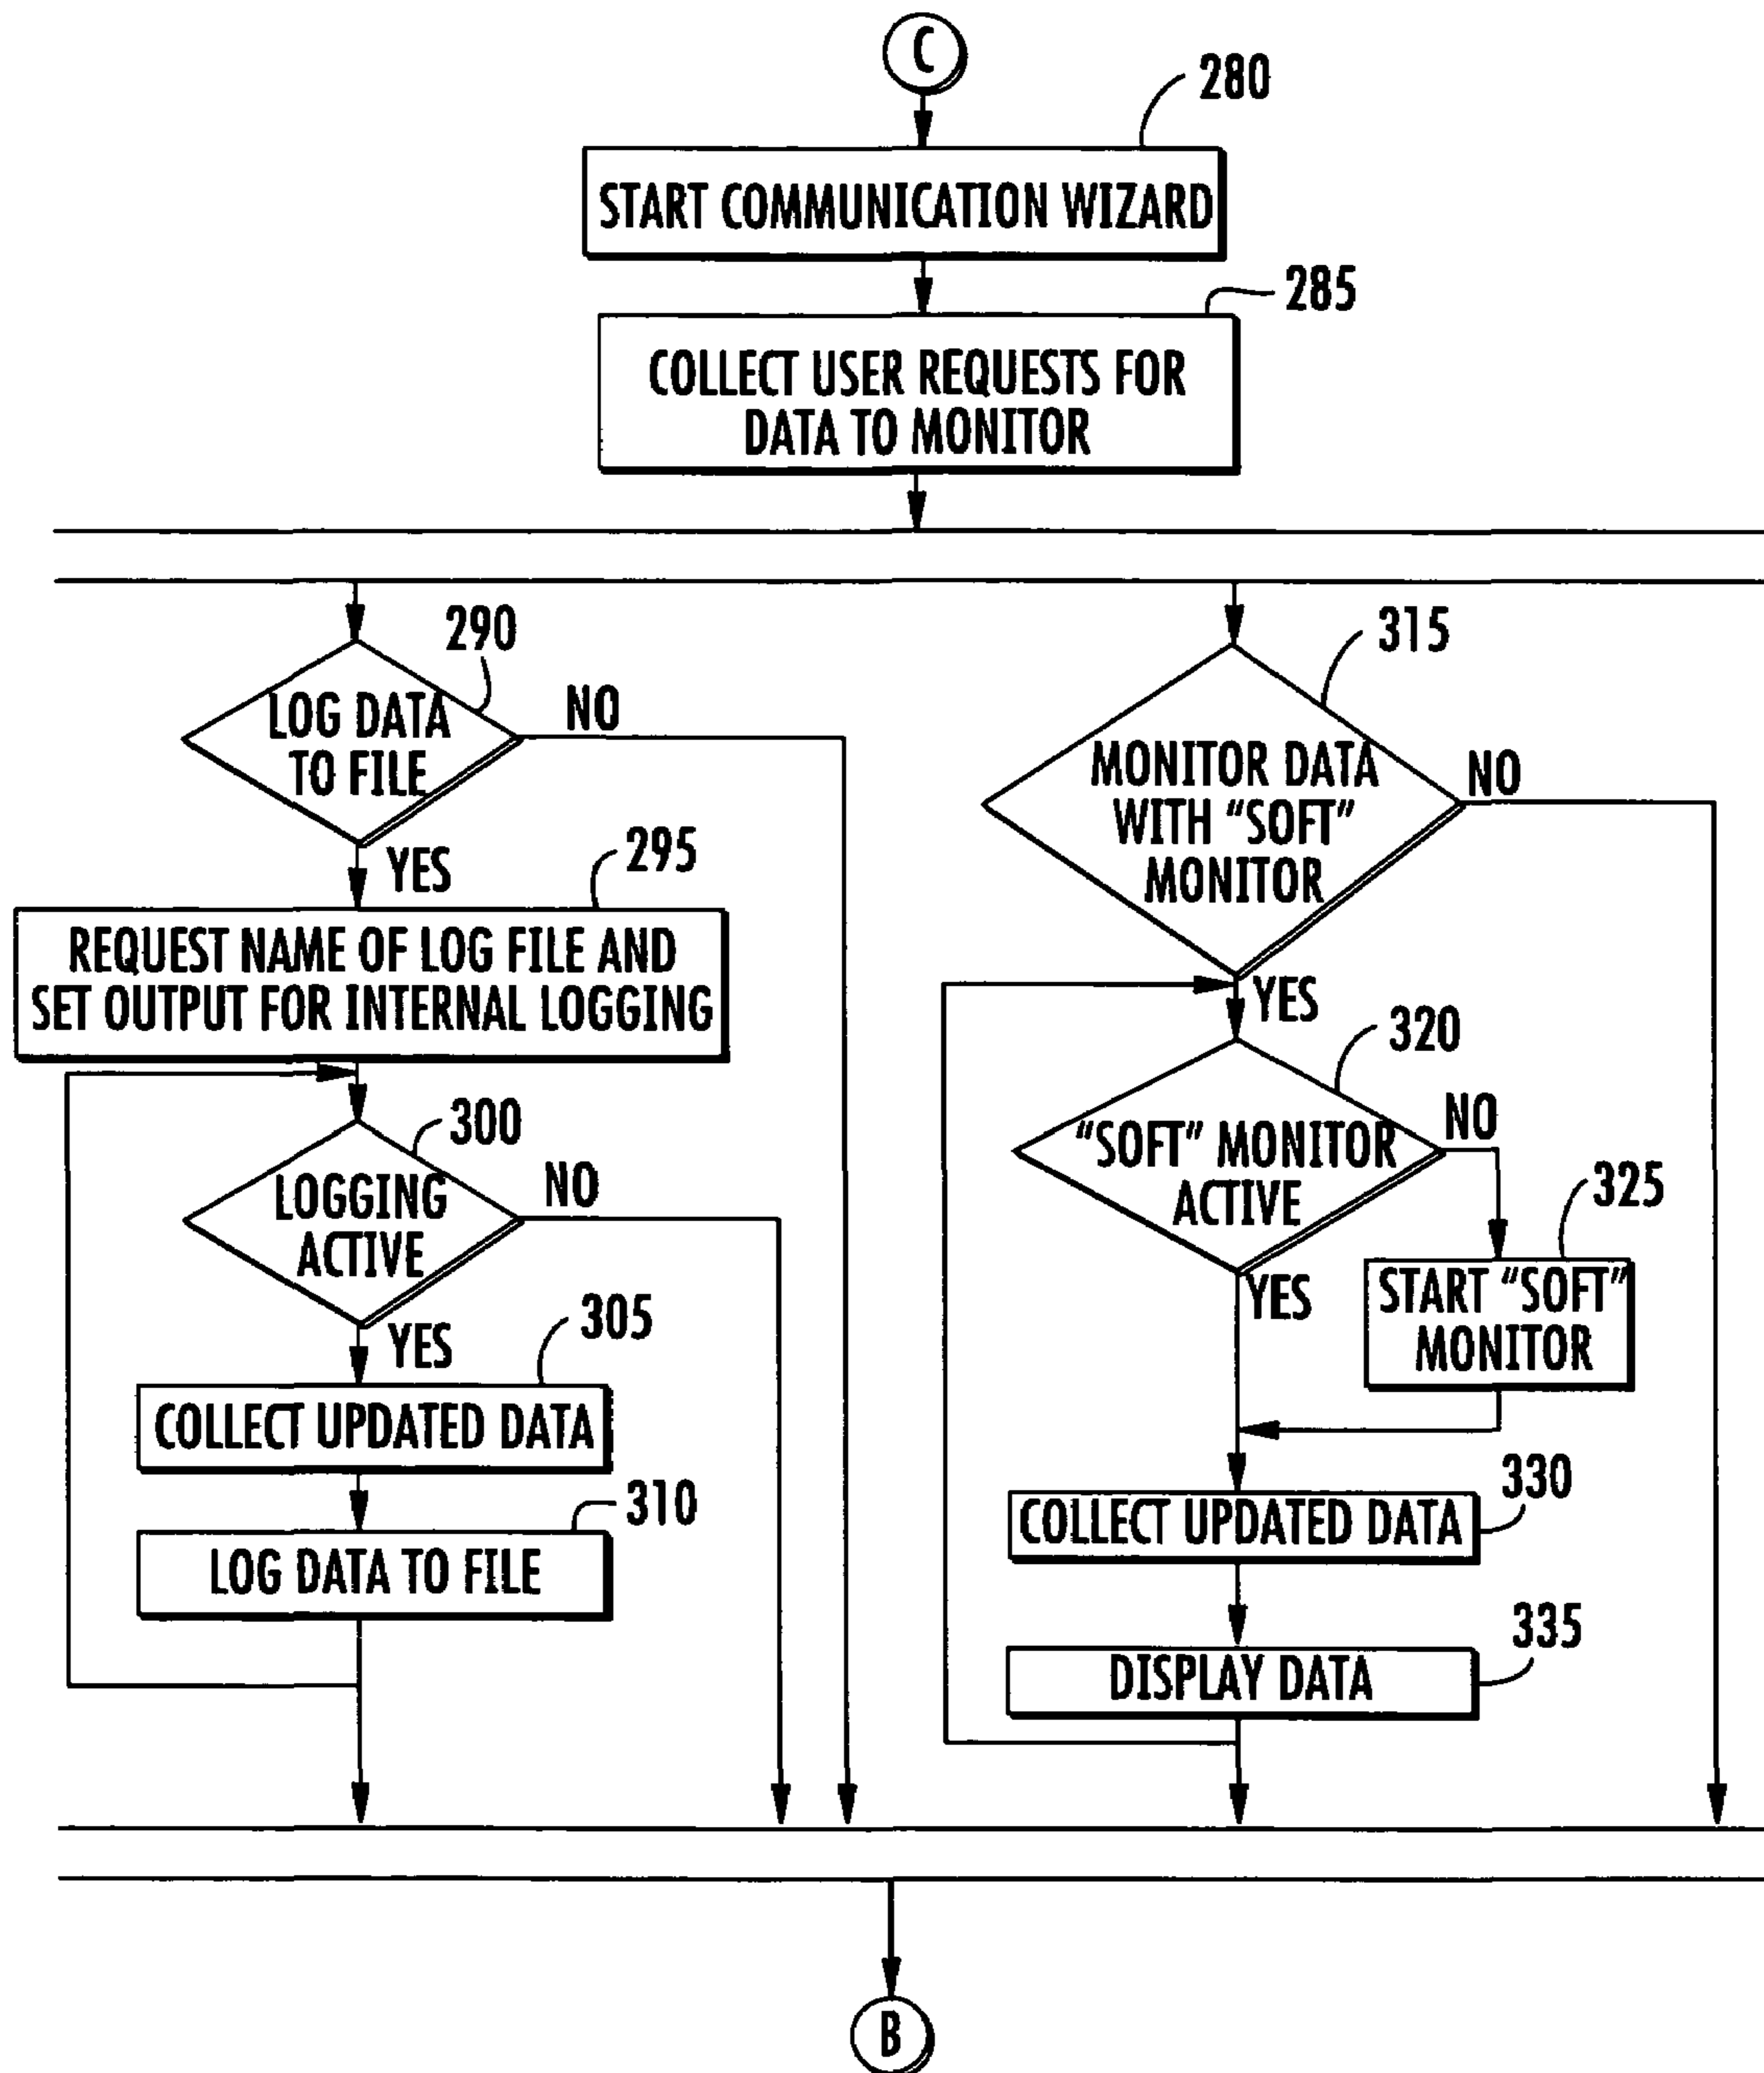 C
280
START COMMUNICATION WIZARD
285
COLLECT USER REQUESTS FOR
DATA TO MONITOR
290
LOG DATA
TO FILE
NO
YES
295
REQUEST NAME OF LOG FILE AND
SET OUTPUT FOR INTERNAL LOGGING
300
LOGGING
ACTIVE
NO
YES
305
COLLECT UPDATED DATA
310
LOG DATA TO FILE
315
MONITOR DATA
WITH “SOFT”
MONITOR
NO
YES
320
“SOFT” MONITOR
ACTIVE
NO
YES
325
START “SOFT”
MONITOR
330
COLLECT UPDATED DATA
335
DISPLAY DATA
B